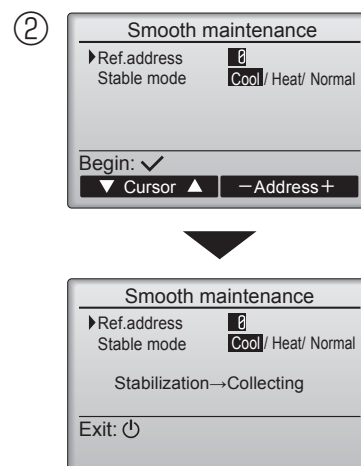 ②
Smooth maintenance
▶Ref.address 0
Stable mode Cool / Heat/ Normal
Begin: ✓
▼ Cursor ▲ −Address+
Smooth maintenance
▶Ref.address 0
Stable mode Cool / Heat/ Normal
Stabilization→Collecting
Exit: ⏻